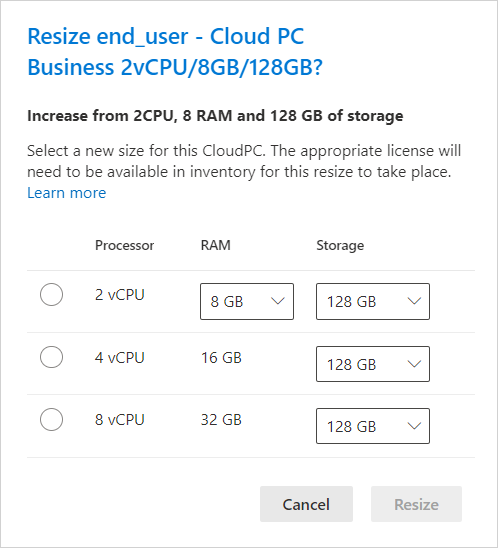 Resize end_user - Cloud PC
Business 2vCPU/8GB/128GB?
Increase from 2CPU, 8 RAM and 128 GB of storage
Select a new size for this CloudPC. The appropriate license will
need to be available in inventory for this resize to take place.
Learn more
Processor RAM Storage
2 vCPU 8 GB 128 GB
4 vCPU 16 GB 128 GB
8 vCPU 32 GB 128 GB
Cancel Resize